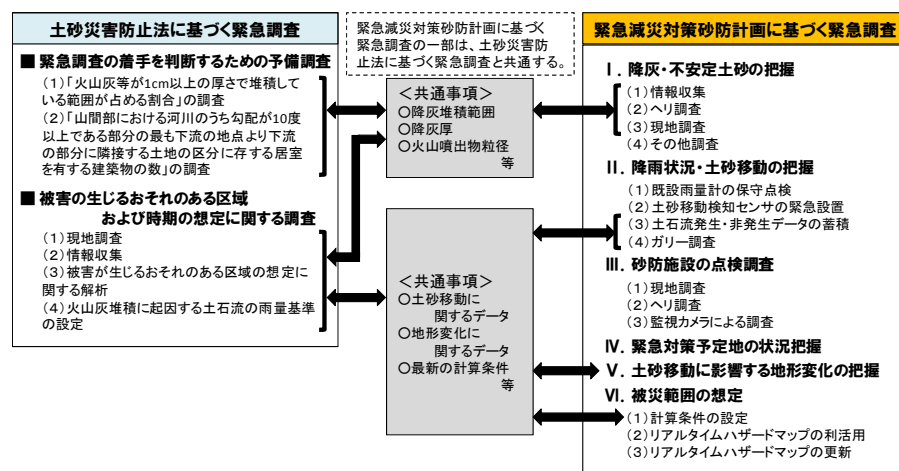 土砂災害防止法に基づく緊急調査
■ 緊急調査の着手を判断するための予備調査
(1)「火山灰等が1cm以上の厚さで堆積して
いる範囲が占める割合」の調査
(2)「山間部における河川のうち勾配が10度
以上である部分の最も下流の地点より下流
の部分に隣接する土地の区分に存する居室
を有する建築物の数」の調査
■ 被害の生じるおそれのある区域
および時期の想定に関する調査
(1)現地調査
(2)情報収集
(3)被害が生じるおそれのある区域の想定に
関する解析
(4)火山灰堆積に起因する土石流の雨量基準
の設定
緊急減災対策砂防計画に基づく
緊急調査の一部は、土砂災害防
止法に基づく緊急調査と共通する。
＜共通事項＞
○降灰堆積範囲
○降灰厚
○火山噴出物粒径
等
＜共通事項＞
○土砂移動に
関するデータ
○地形変化に
関するデータ
○最新の計算条件
等
緊急減災対策砂防計画に基づく緊急調査
Ⅰ．降灰・不安定土砂の把握
(1)情報収集
(2)ヘリ調査
(3)現地調査
(4)その他調査
Ⅱ．降雨状況・土砂移動の把握
(1)既設雨量計の保守点検
(2)土砂移動検知センサの緊急設置
(3)土石流発生・非発生データの蓄積
(4)ガリー調査
Ⅲ．砂防施設の点検調査
(1)現地調査
(2)ヘリ調査
(3)監視カメラによる調査
Ⅳ．緊急対策予定地の状況把握
Ⅴ．土砂移動に影響する地形変化の把握
Ⅵ．被災範囲の想定
(1)計算条件の設定
(2)リアルタイムハザードマップの利活用
(3)リアルタイムハザードマップの更新